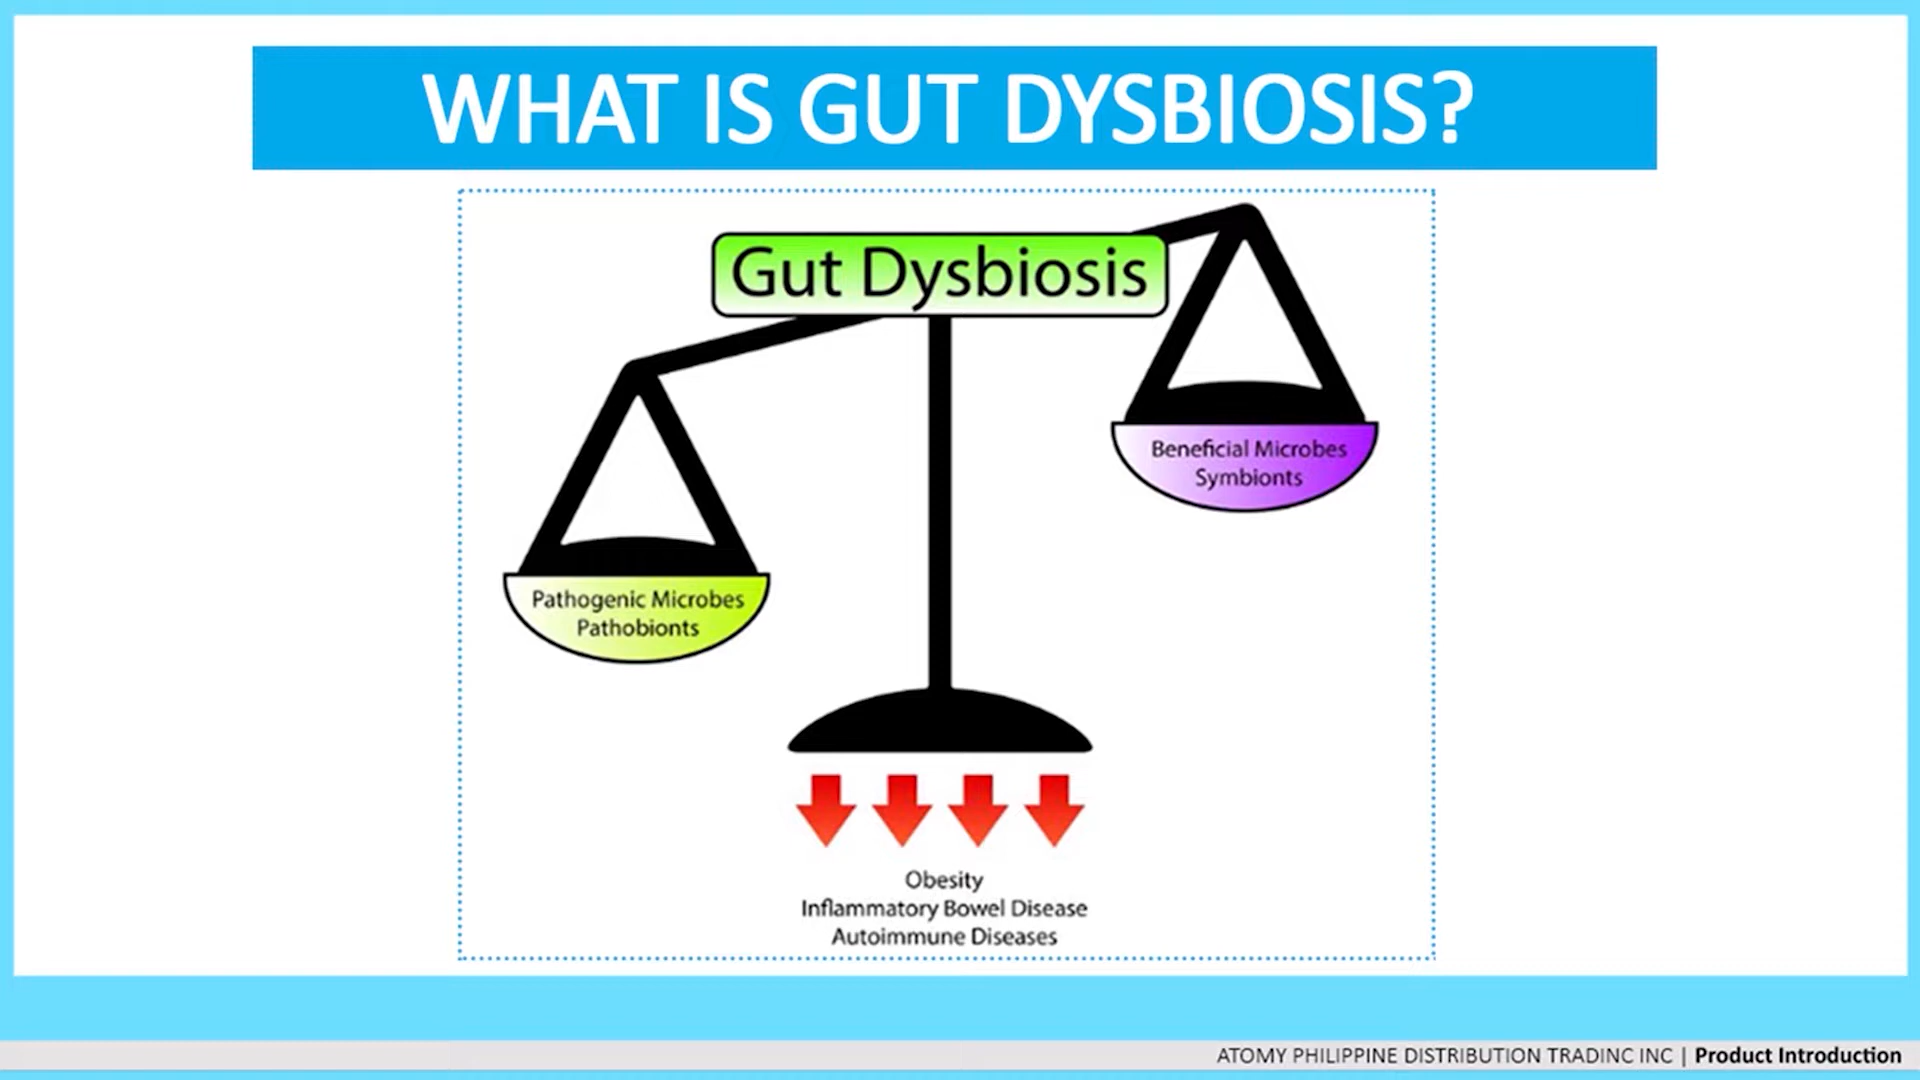 WHAT IS GUT DYSBIOSIS?
Gut Dysbiosis
Beneficial Microbes
Symbionts
Pathogenic Microbes
Pathobionts
Obesity
Inflammatory Bowel Disease
Autoimmune Diseases
ATOMY PHILIPPINE DISTRIBUTION TRADINC INC | Product Introduction